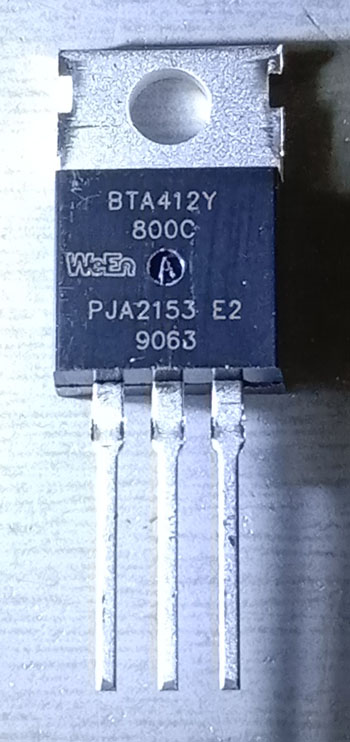 BTA412Y
800C
WeEn A
PJA2153 E2
9063